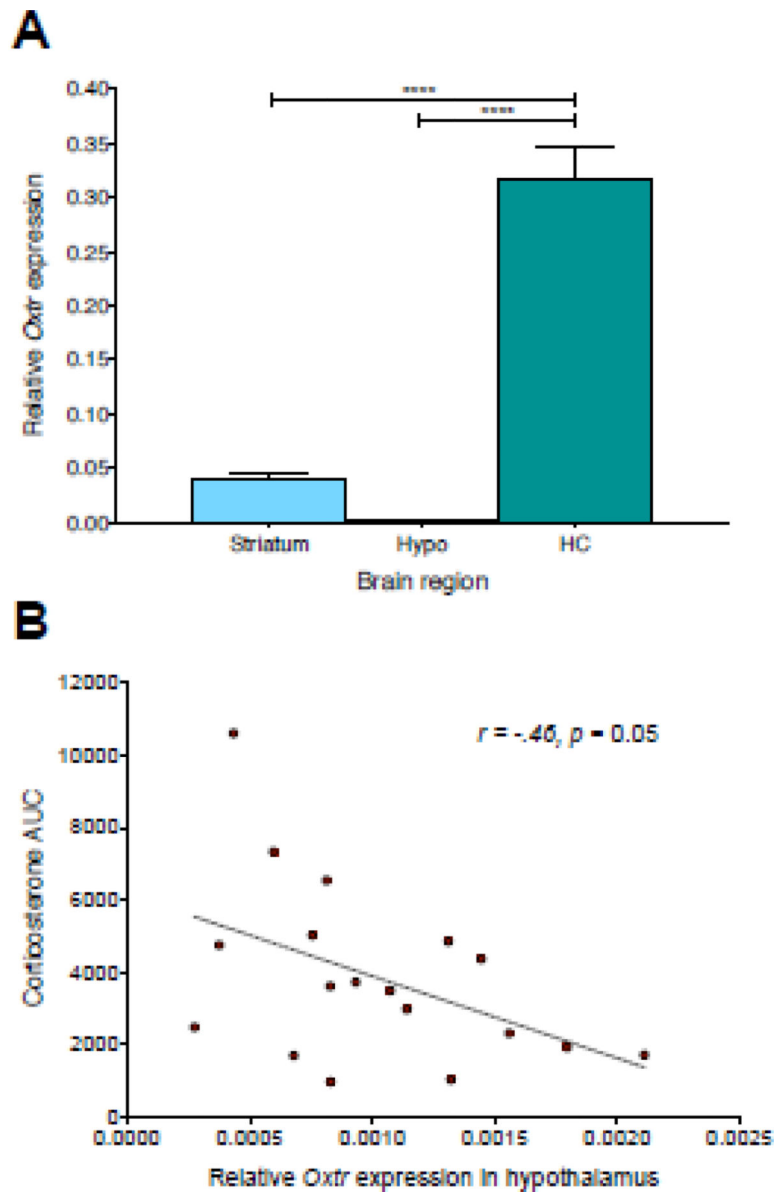 A
0.40
****
****
0.35
0.30
0.25
0.20
0.15
0.10
0.05
0.00
Relative Oxtr expression
Striatum Hypo HC
Brain region
B
12000
10000
8000
6000
4000
2000
0
Corticosterone AUC
r = -.46, p = 0.05
0.0000 0.0005 0.0010 0.0015 0.0020 0.0025
Relative Oxtr expression in hypothalamus